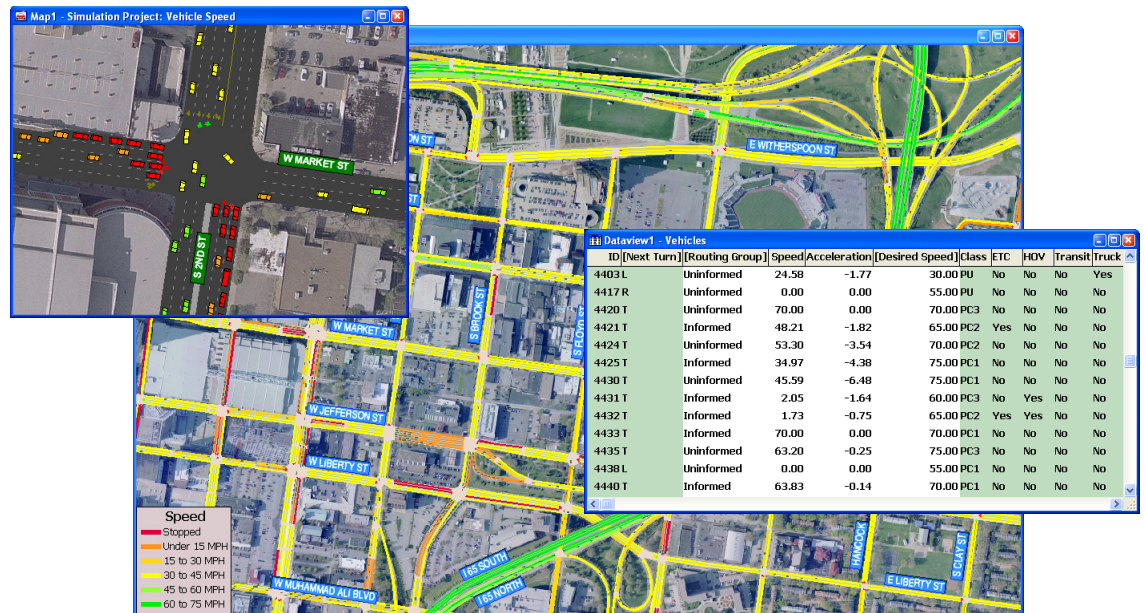 Map1 - Simulation Project: Vehicle Speed
W MARKET ST
S 2ND ST
ON ST
E WITHERSPOON ST
Dataview1 - Vehicles
ID [Next Turn] [Routing Group] Speed Acceleration [Desired Speed] Class ETC HOV Transit Truck
4403 L Uninformed 24.58 -1.77 30.00 PU No No No Yes
4417 R Uninformed 0.00 0.00 55.00 PU No No No No
4420 T Uninformed 70.00 0.00 70.00 PC3 No No No No
4421 T Informed 48.21 -1.82 65.00 PC2 Yes No No No
4424 T Uninformed 53.30 -3.54 70.00 PC2 No No No No
4425 T Informed 34.97 -4.38 75.00 PC1 No No No No
4430 T Uninformed 45.59 -6.48 75.00 PC1 No No No No
4431 T Informed 2.05 -1.64 60.00 PC3 No Yes No No
4432 T Informed 1.73 -0.75 65.00 PC2 Yes Yes No No
4433 T Informed 70.00 0.00 70.00 PC1 No No No No
4435 T Uninformed 63.20 -0.25 75.00 PC3 No No No No
4438 L Uninformed 0.00 0.00 55.00 PC1 No No No No
4440 T Informed 63.83 -0.14 70.00 PC1 No No No No
S BROOK ST
S FLOYD ST
W MARKET ST
W JEFFERSON ST
W LIBERTY ST
Speed
Stopped
Under 15 MPH
15 to 30 MPH
30 to 45 MPH
45 to 60 MPH
60 to 75 MPH
W MUHAMMAD ALI BLVD
I 65 SOUTH
I 65 NORTH
HANCOCK
E LIBERTY ST
S CLAY ST